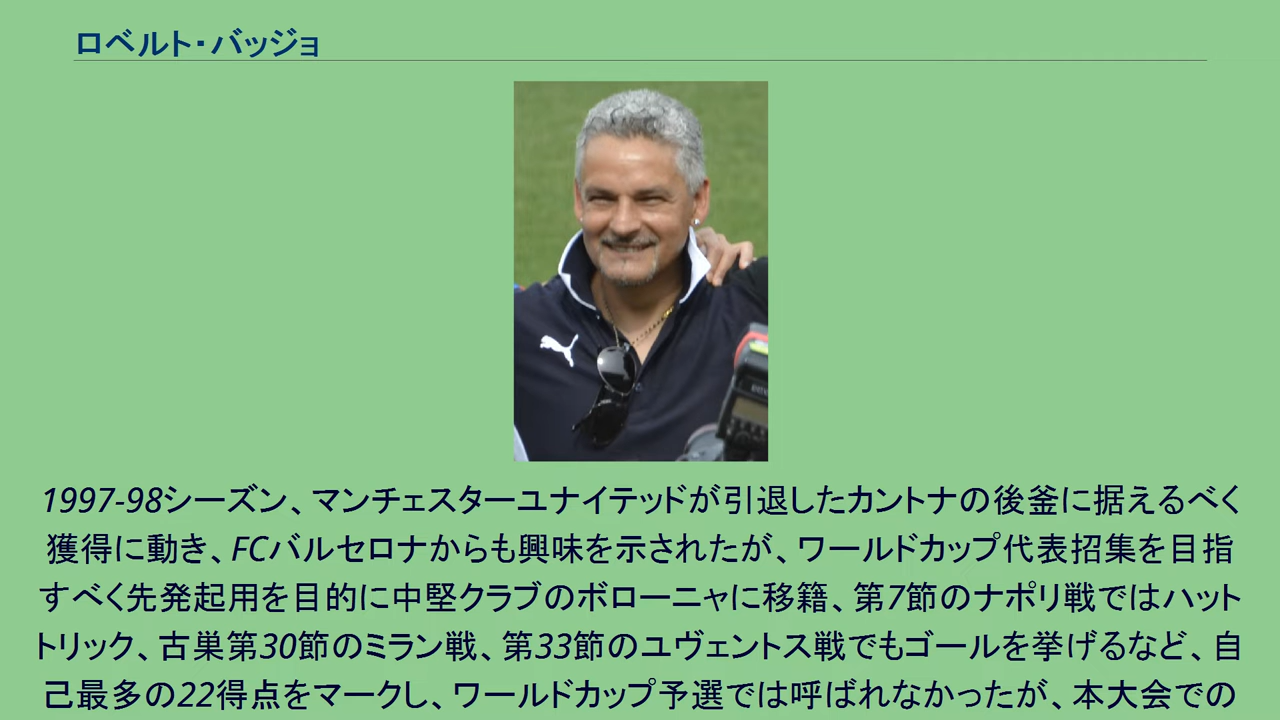 ロベルト・バッジョ
1997-98シーズン、マンチェスターユナイテッドが引退したカントナの後釜に据えるべく
獲得に動き、FCバルセロナからも興味を示されたが、ワールドカップ代表招集を目指
すべく先発起用を目的に中堅クラブのボローニャに移籍、第7節のナポリ戦ではハット
トリック、古巣第30節のミラン戦、第33節のユヴェントス戦でもゴールを挙げるなど、自
己最多の22得点をマークし、ワールドカップ予選では呼ばれなかったが、本大会での